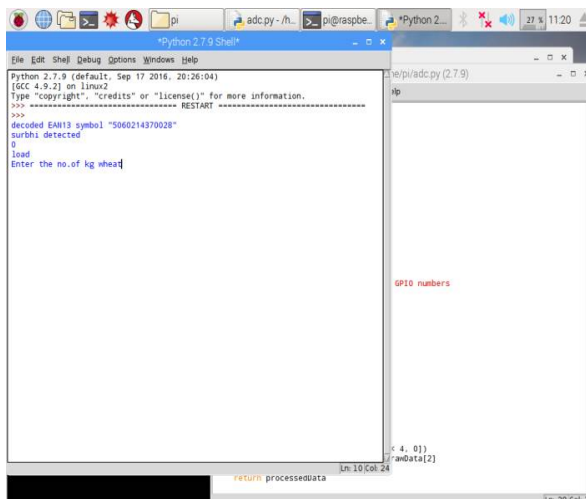 pi
adc.py - /h...
pi@raspbe...
*Python 2....
27 %
11:20
*Python 2.7.9 Shell*
File Edit Shell Debug Options Windows Help
Python 2.7.9 (default, Sep 17 2016, 20:26:04)
[GCC 4.9.2] on linux2
Type "copyright", "credits" or "license()" for more information.
>>> ================================ RESTART ================================
>>>
decoded EAN13 symbol "5060214370028"
surbhi detected
0
load
Enter the no.of kg wheat
Ln: 10 Col: 24
me/pi/adc.py (2.7.9)
elp
GPIO numbers
< 4, 0])
rawData[2]
return processedData